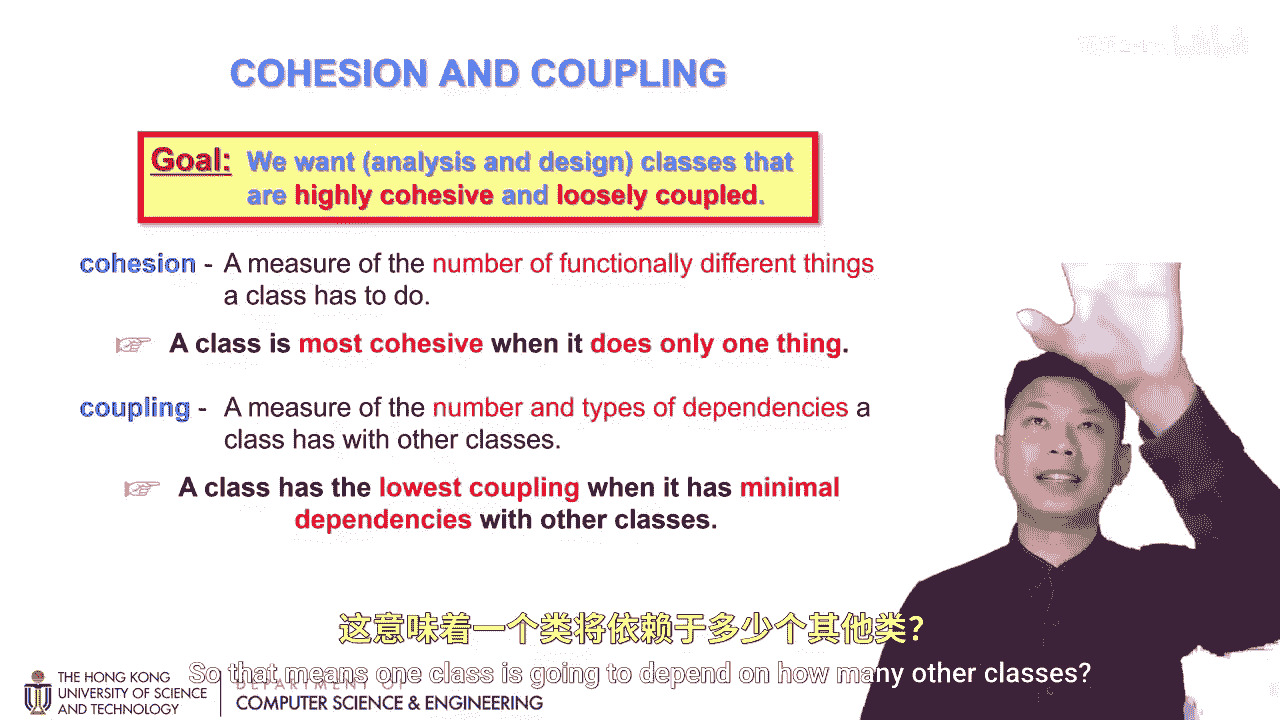 COHESION AND COUPLING
Goal: We want (analysis and design) classes that
are highly cohesive and loosely coupled.
cohesion - A measure of the number of functionally different things
a class has to do.
☞ A class is most cohesive when it does only one thing.
coupling - A measure of the number and types of dependencies a
class has with other classes.
☞ A class has the lowest coupling when it has minimal
dependencies with other classes.
这意味着一个类将依赖于多少个其他类?
So that means one class is going to depend on how many other classes?
THE HONG KONG
UNIVERSITY OF SCIENCE
AND TECHNOLOGY
DEPARTMENT OF
COMPUTER SCIENCE & ENGINEERING